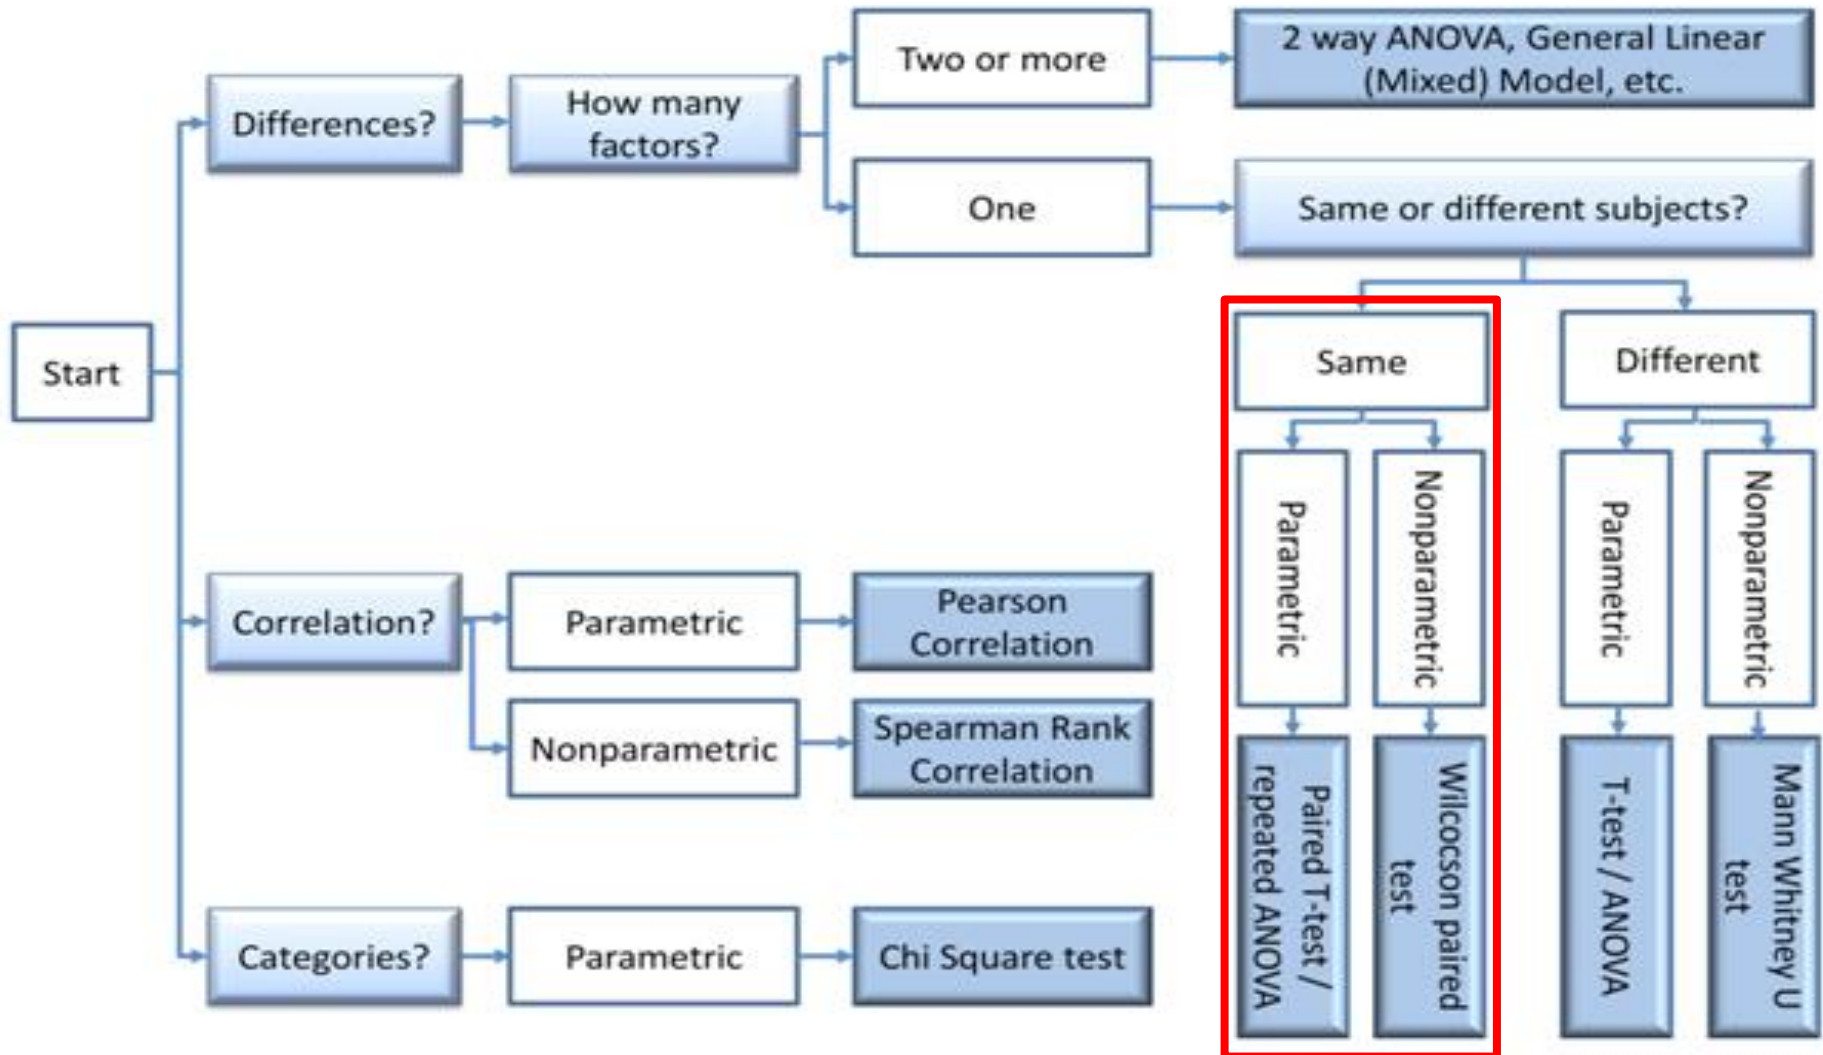 Two or more
2 way ANOVA, General Linear
(Mixed) Model, etc.
Differences?
How many
factors?
One
Same or different subjects?
Start
Same
Different
Parametric
Nonparametric
Parametric
Nonparametric
Correlation?
Parametric
Pearson
Correlation
Nonparametric
Spearman Rank
Correlation
Paired T-test /
repeated ANOVA
Wilcocson paired
test
T-test / ANOVA
Mann Whitney U
test
Categories?
Parametric
Chi Square test